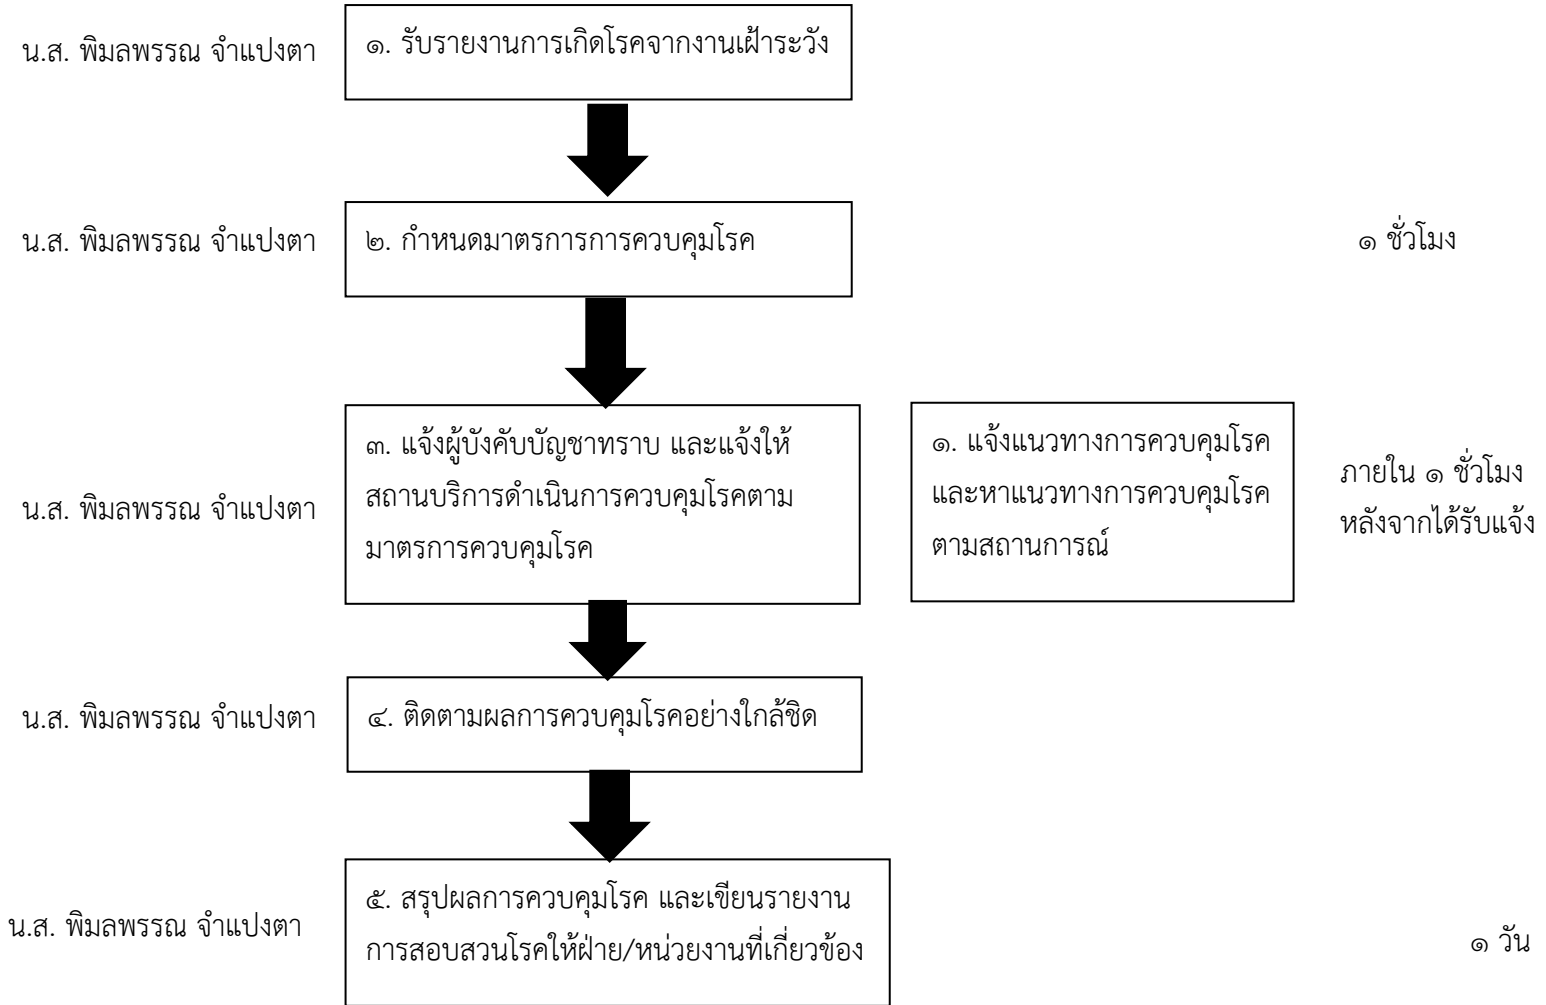 น.ส. พิมลพรรณ จำแปงตา
๑. รับรายงานการเกิดโรคจากงานเฝ้าระวัง
น.ส. พิมลพรรณ จำแปงตา
๒. กำหนดมาตรการการควบคุมโรค
๑ ชั่วโมง
น.ส. พิมลพรรณ จำแปงตา
๓. แจ้งผู้บังคับบัญชาทราบ และแจ้งให้
สถานบริการดำเนินการควบคุมโรคตาม
มาตรการควบคุมโรค
๑. แจ้งแนวทางการควบคุมโรค
และหาแนวทางการควบคุมโรค
ตามสถานการณ์
ภายใน ๑ ชั่วโมง
หลังจากได้รับแจ้ง
น.ส. พิมลพรรณ จำแปงตา
๔. ติดตามผลการควบคุมโรคอย่างใกล้ชิด
น.ส. พิมลพรรณ จำแปงตา
๕. สรุปผลการควบคุมโรค และเขียนรายงาน
การสอบสวนโรคให้ฝ่าย/หน่วยงานที่เกี่ยวข้อง
๑ วัน